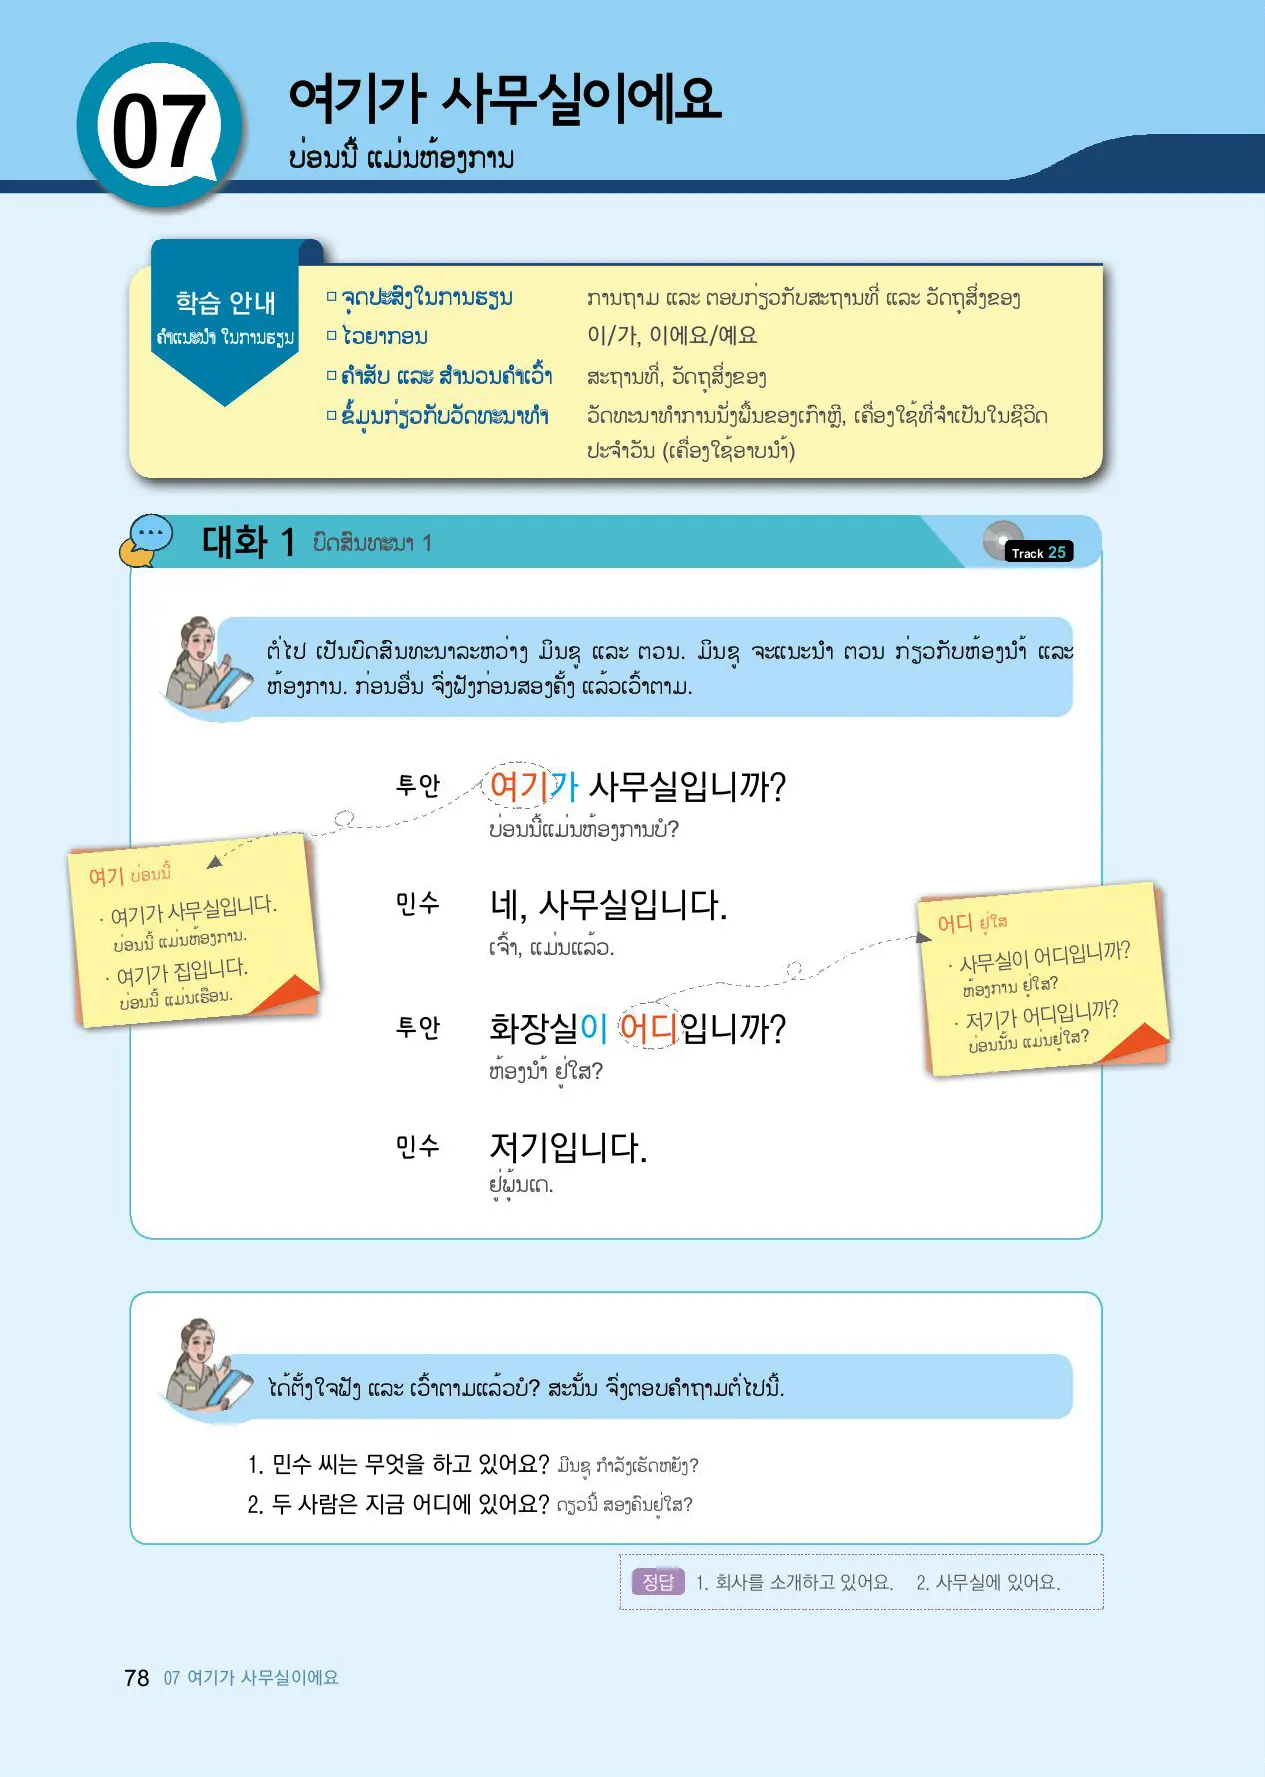 07
여기가 사무실이에요
ບ່ອນນີ້ ແມ່ນຫ້ອງການ
학습 안내
ຄຳແນະນຳ ໃນການຮຽນ
□ ຈຸດປະສົງໃນການຮຽນ ການຖາມ ແລະ ຕອບກ່ຽວກັບສະຖານທີ່ ແລະ ວັດຖຸສິ່ງຂອງ
□ ໄວຍາກອນ 이/가, 이에요/예요
□ ຄຳສັບ ແລະ ສຳນວນຄຳເວົ້າ ສະຖານທີ່, ວັດຖຸສິ່ງຂອງ
□ ຂໍ້ມູນກ່ຽວກັບວັດທະນາທຳ ວັດທະນາທຳການນັ່ງພື້ນຂອງເກົາຫຼີ, ເຄື່ອງໃຊ້ທີ່ຈຳເປັນໃນຊີວິດ
ປະຈຳວັນ (ເຄື່ອງໃຊ້ອາບນໍ້າ)
대화 1 ບົດສົນທະນາ 1
Track 25
ຕໍ່ໄປ ເປັນບົດສົນທະນາລະຫວ່າງ ມິນຊູ ແລະ ຕວນ. ມິນຊູ ຈະແນະນຳ ຕວນ ກ່ຽວກັບຫ້ອງນໍ້າ ແລະ
ຫ້ອງການ. ກ່ອນອື່ນ ຈົ່ງຟັງກ່ອນສອງຄັ້ງ ແລ້ວເວົ້າຕາມ.
투안 여기가 사무실입니까?
ບ່ອນນີ້ແມ່ນຫ້ອງການບໍ?
여기 ບ່ອນນີ້
· 여기가 사무실입니다.
ບ່ອນນີ້ ແມ່ນຫ້ອງການ.
· 여기가 집입니다.
ບ່ອນນີ້ ແມ່ນເຮືອນ.
민수 네, 사무실입니다.
ເຈົ້າ, ແມ່ນແລ້ວ.
어디 ຢູ່ໃສ
· 사무실이 어디입니까?
ຫ້ອງການ ຢູ່ໃສ?
· 저기가 어디입니까?
ບ່ອນນັ້ນ ແມ່ນຢູ່ໃສ?
투안 화장실이 어디입니까?
ຫ້ອງນໍ້າ ຢູ່ໃສ?
민수 저기입니다.
ຢູ່ພຸ້ນເດ.
ໄດ້ຕັ້ງໃຈຟັງ ແລະ ເວົ້າຕາມແລ້ວບໍ? ສະນັ້ນ ຈົ່ງຕອບຄຳຖາມຕໍ່ໄປນີ້.
1. 민수 씨는 무엇을 하고 있어요? ມີນຊູ ກຳລັງເຮັດຫຍັງ?
2. 두 사람은 지금 어디에 있어요? ດຽວນີ້ ສອງຄົນຢູ່ໃສ?
정답 1. 회사를 소개하고 있어요. 2. 사무실에 있어요.
78 07 여기가 사무실이에요